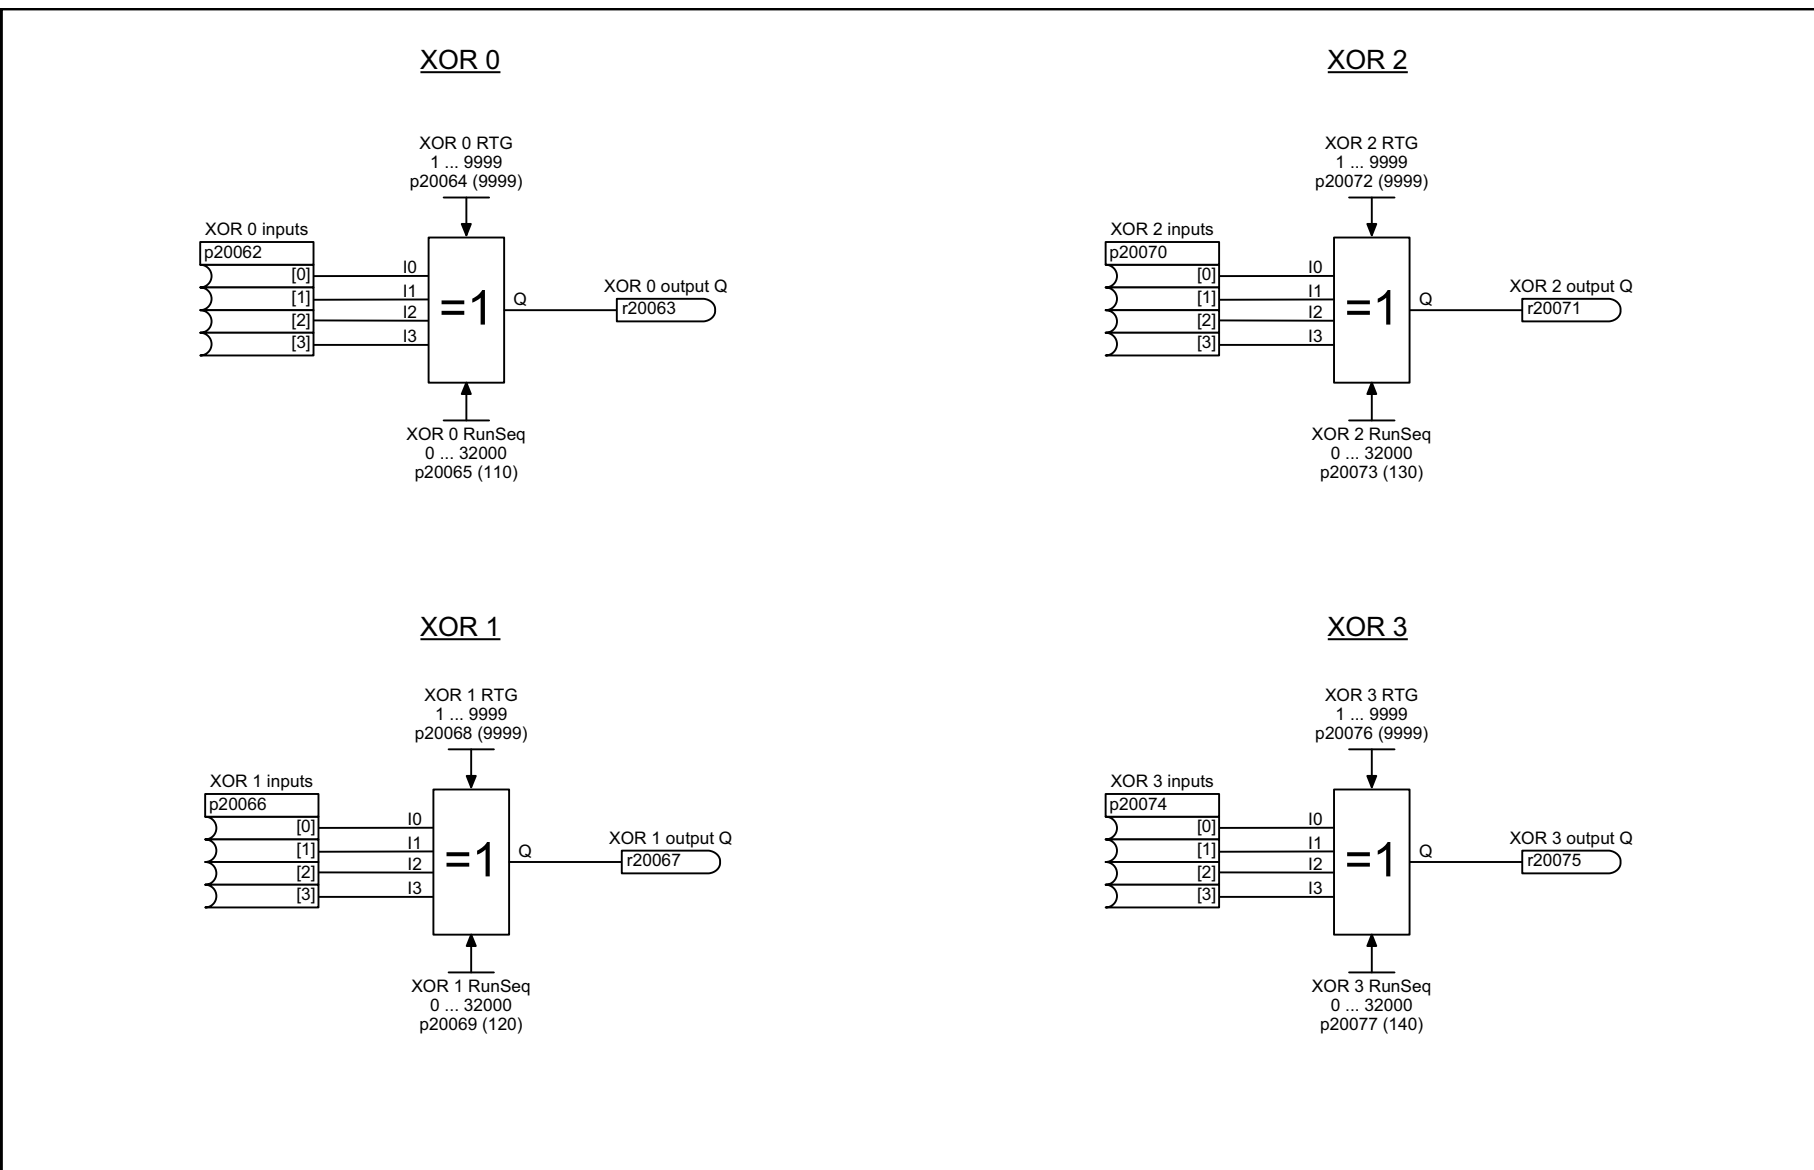 XOR 0
XOR 0 RTG
1 ... 9999
p20064 (9999)
XOR 0 inputs
p20062
[0]
[1]
[2]
[3]
I0
I1
I2
I3
=1
Q
XOR 0 output Q
r20063
XOR 0 RunSeq
0 ... 32000
p20065 (110)
XOR 2
XOR 2 RTG
1 ... 9999
p20072 (9999)
XOR 2 inputs
p20070
[0]
[1]
[2]
[3]
I0
I1
I2
I3
=1
Q
XOR 2 output Q
r20071
XOR 2 RunSeq
0 ... 32000
p20073 (130)
XOR 1
XOR 1 RTG
1 ... 9999
p20068 (9999)
XOR 1 inputs
p20066
[0]
[1]
[2]
[3]
I0
I1
I2
I3
=1
Q
XOR 1 output Q
r20067
XOR 1 RunSeq
0 ... 32000
p20069 (120)
XOR 3
XOR 3 RTG
1 ... 9999
p20076 (9999)
XOR 3 inputs
p20074
[0]
[1]
[2]
[3]
I0
I1
I2
I3
=1
Q
XOR 3 output Q
r20075
XOR 3 RunSeq
0 ... 32000
p20077 (140)